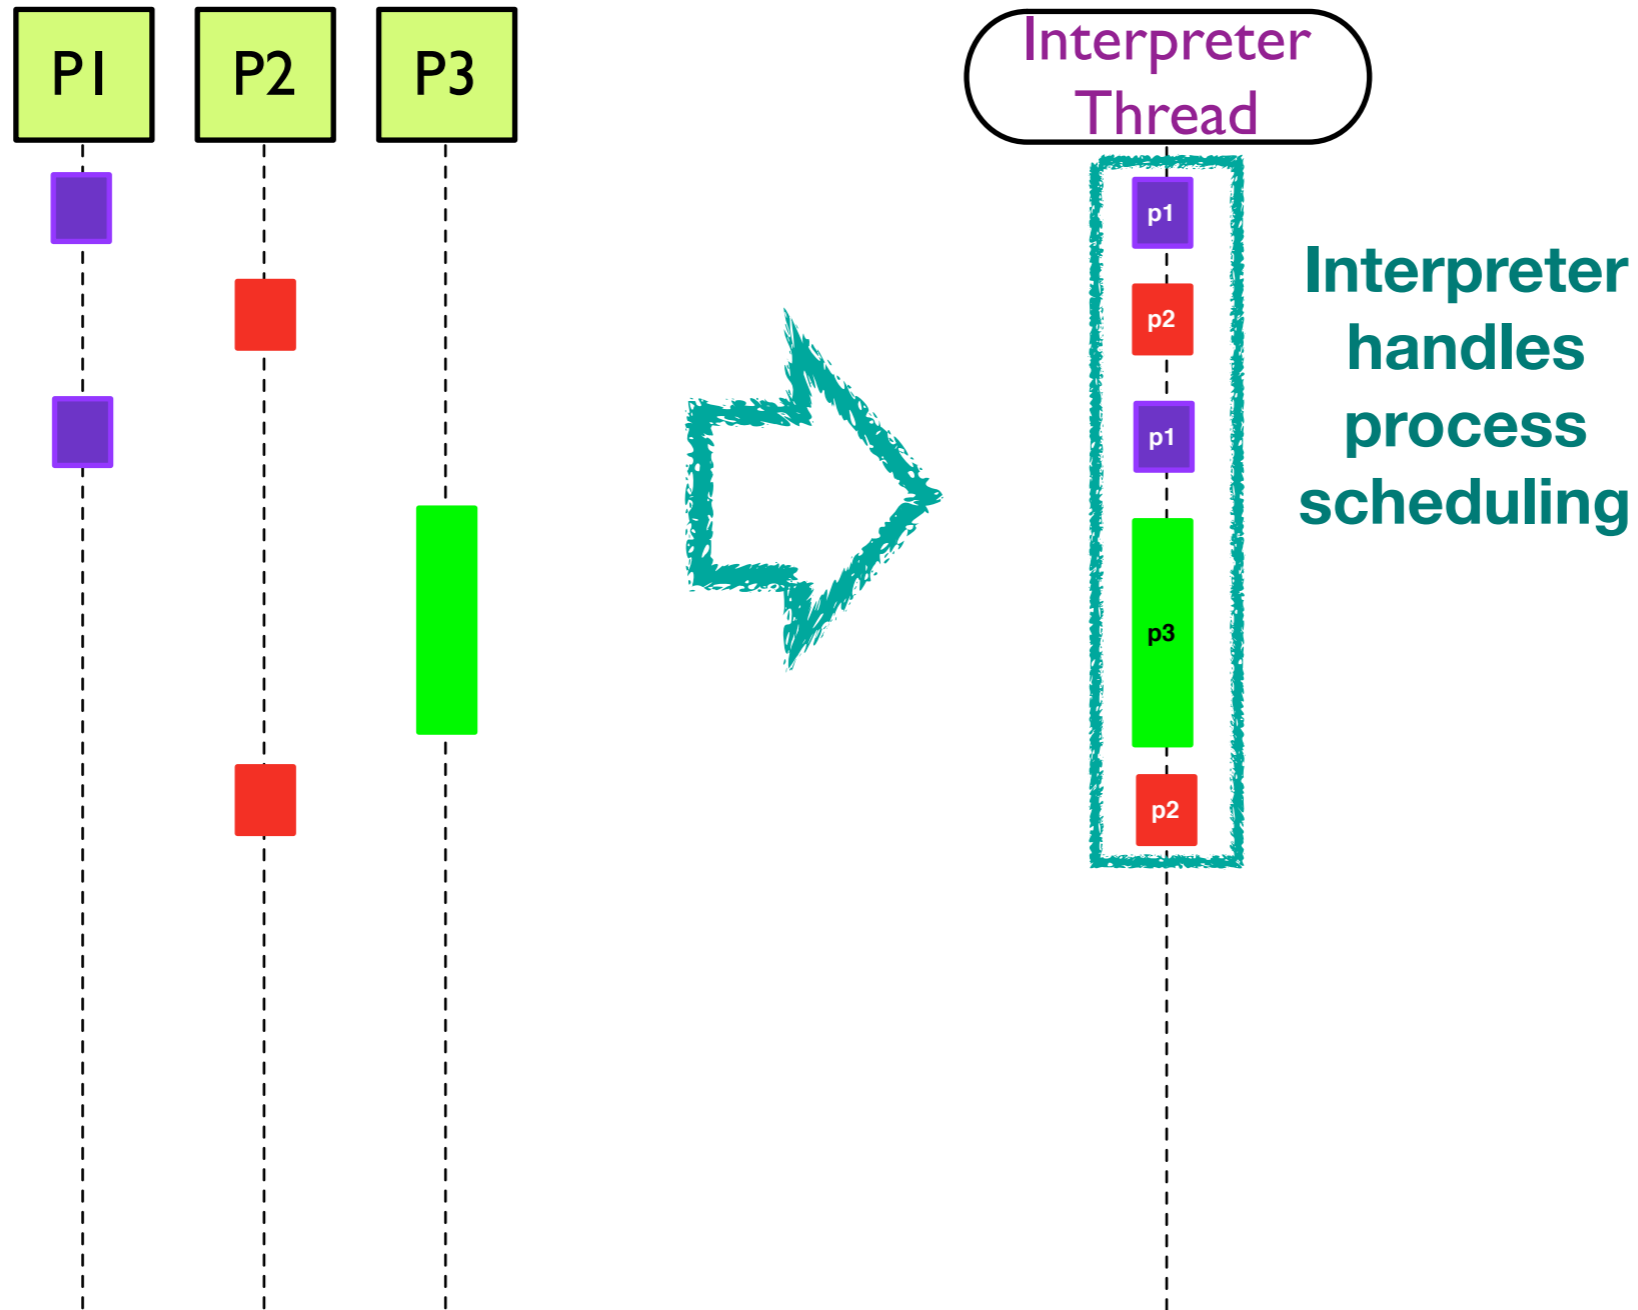 P1
P2
P3
Interpreter
Thread
p1
p2
p1
p3
p2
Interpreter
handles
process
scheduling